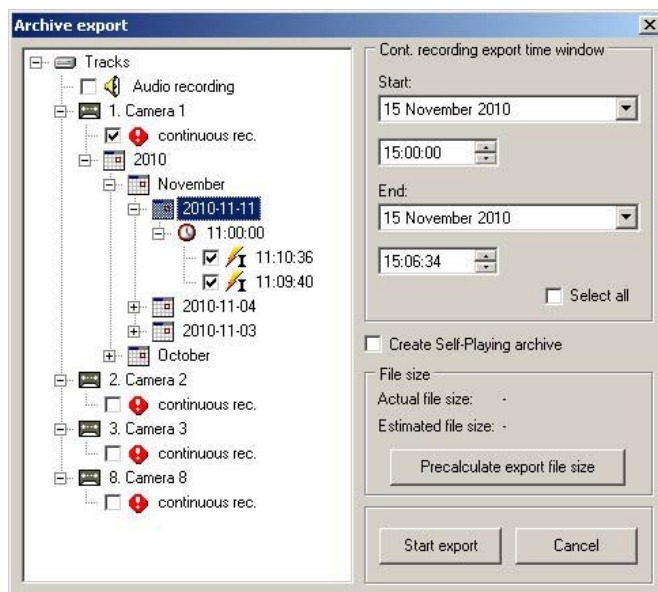 Archive export
Tracks
Audio recording
1. Camera 1
continuous rec.
2010
November
2010-11-11
11:00:00
11:10:36
11:09:40
2010-11-04
2010-11-03
October
2. Camera 2
continuous rec.
3. Camera 3
continuous rec.
8. Camera 8
continuous rec.
Cont. recording export time window
Start:
15 November 2010
15:00:00
End:
15 November 2010
15:06:34
Select all
Create Self-Playing archive
File size
Actual file size: -
Estimated file size: -
Precalculate export file size
Start export
Cancel